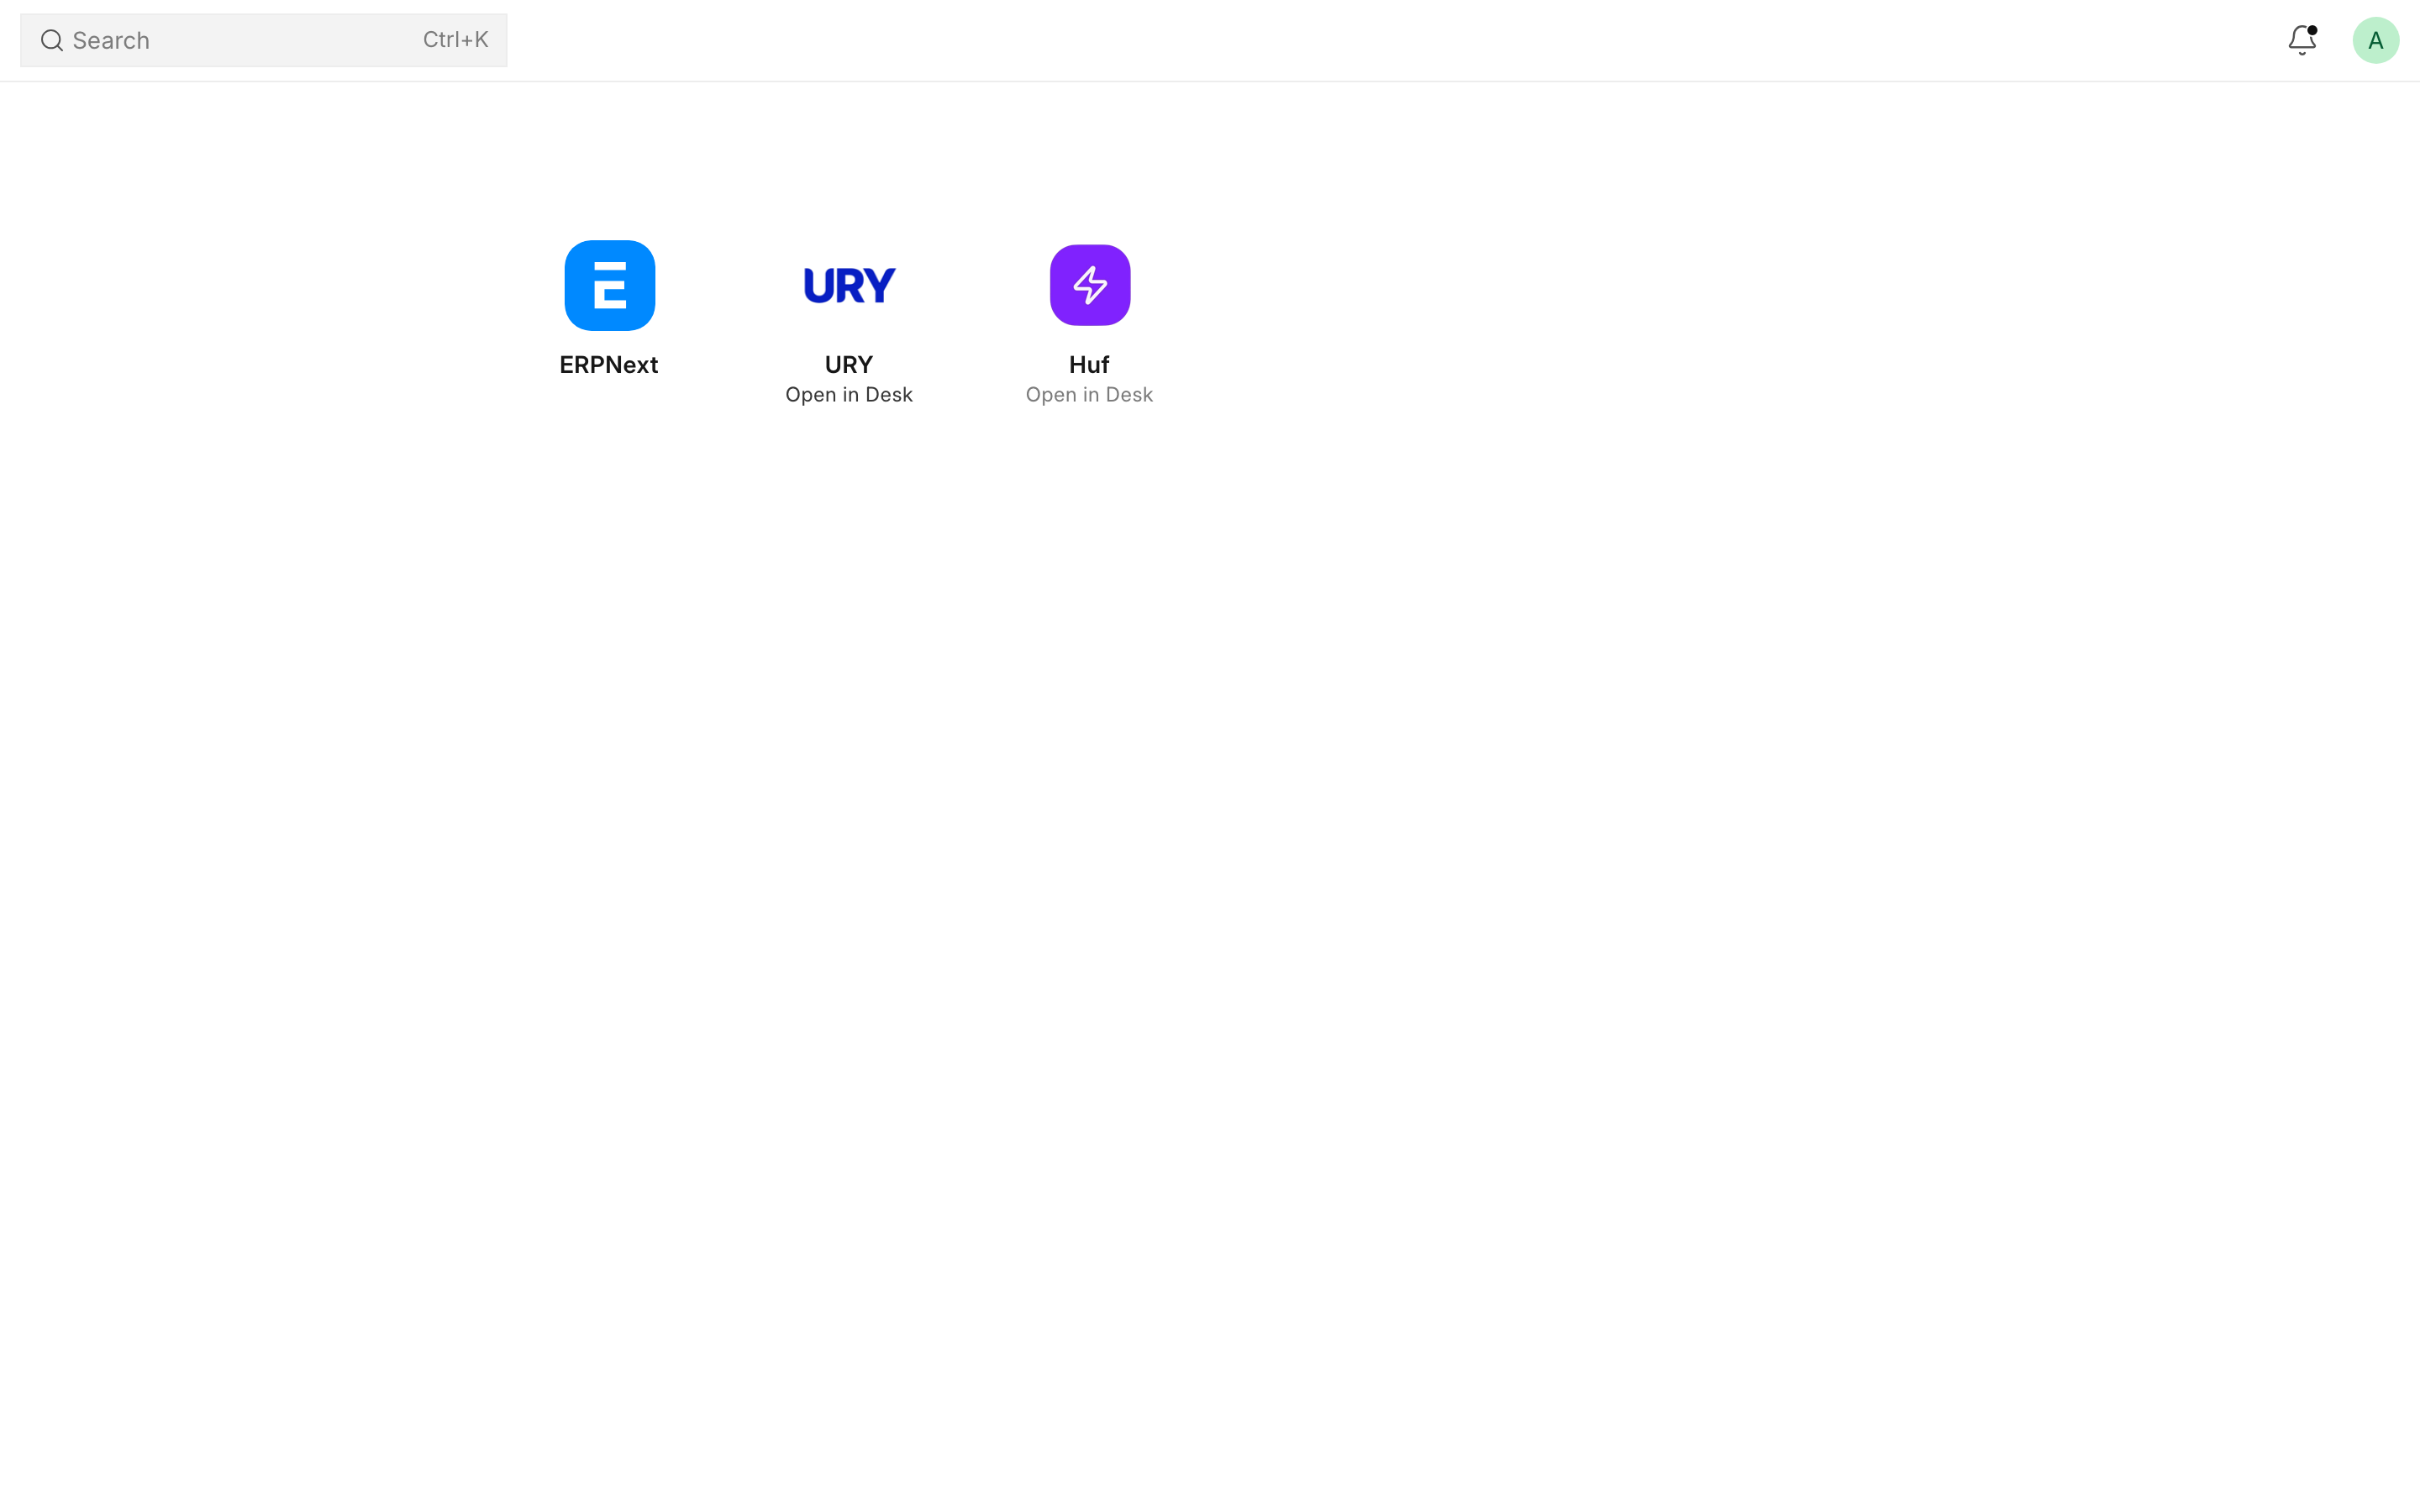 Search Ctrl+K
A
URY
ERPNext
URY
Huf
Open in Desk
Open in Desk